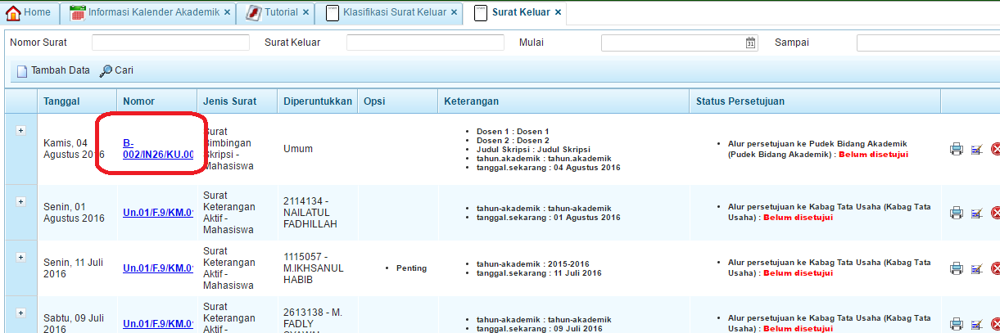 Home Informasi Kalender Akademik Tutorial Klasifikasi Surat Keluar Surat Keluar
Nomor Surat Surat Keluar Mulai 31 Sampai
Tambah Data Cari
Tanggal Nomor Jenis Surat Diperuntukkan Opsi Keterangan Status Persetujuan
Kamis, 04
Agustus 2016
B-
002/IN26/KU.00
Surat
Bimbingan
Skripsi -
Mahasiswa
Umum
Dosen 1 : Dosen 1
Dosen 2 : Dosen 2
Judul Skripsi : Judul Skripsi
tahun.akademik : tahun.akademik
tanggal.sekarang : 04 Agustus 2016
Alur persetujuan ke Pudek Bidang Akademik
(Pudek Bidang Akademik) : Belum disetujui
Senin, 01
Agustus 2016
Un.01/F.9/KM.0
Surat
Keterangan
Aktif -
Mahasiswa
2114134 -
NAILATUL
FADHILLAH
tahun-akademik : tahun-akademik
tanggal.sekarang : 01 Agustus 2016
Alur persetujuan ke Kabag Tata Usaha (Kabag Tata
Usaha) : Belum disetujui
Senin, 11 Juli
2016
Un.01/F.9/KM.0
Surat
Keterangan
Aktif -
Mahasiswa
1115057 -
M.IKHSANUL
HABIB
Penting
tahun-akademik : 2015-2016
tanggal.sekarang : 11 Juli 2016
Alur persetujuan ke Kabag Tata Usaha (Kabag Tata
Usaha) : Belum disetujui
Sabtu, 09 Juli
2016
Un.01/F.9/KM.0
Surat
Keterangan
Aktif -
2613138 - M.
FADLY
tahun-akademik : tahun-akademik
tanggal.sekarang : 09 Juli 2016
Alur persetujuan ke Kabag Tata Usaha (Kabag Tata
Usaha) : Belum disetujui